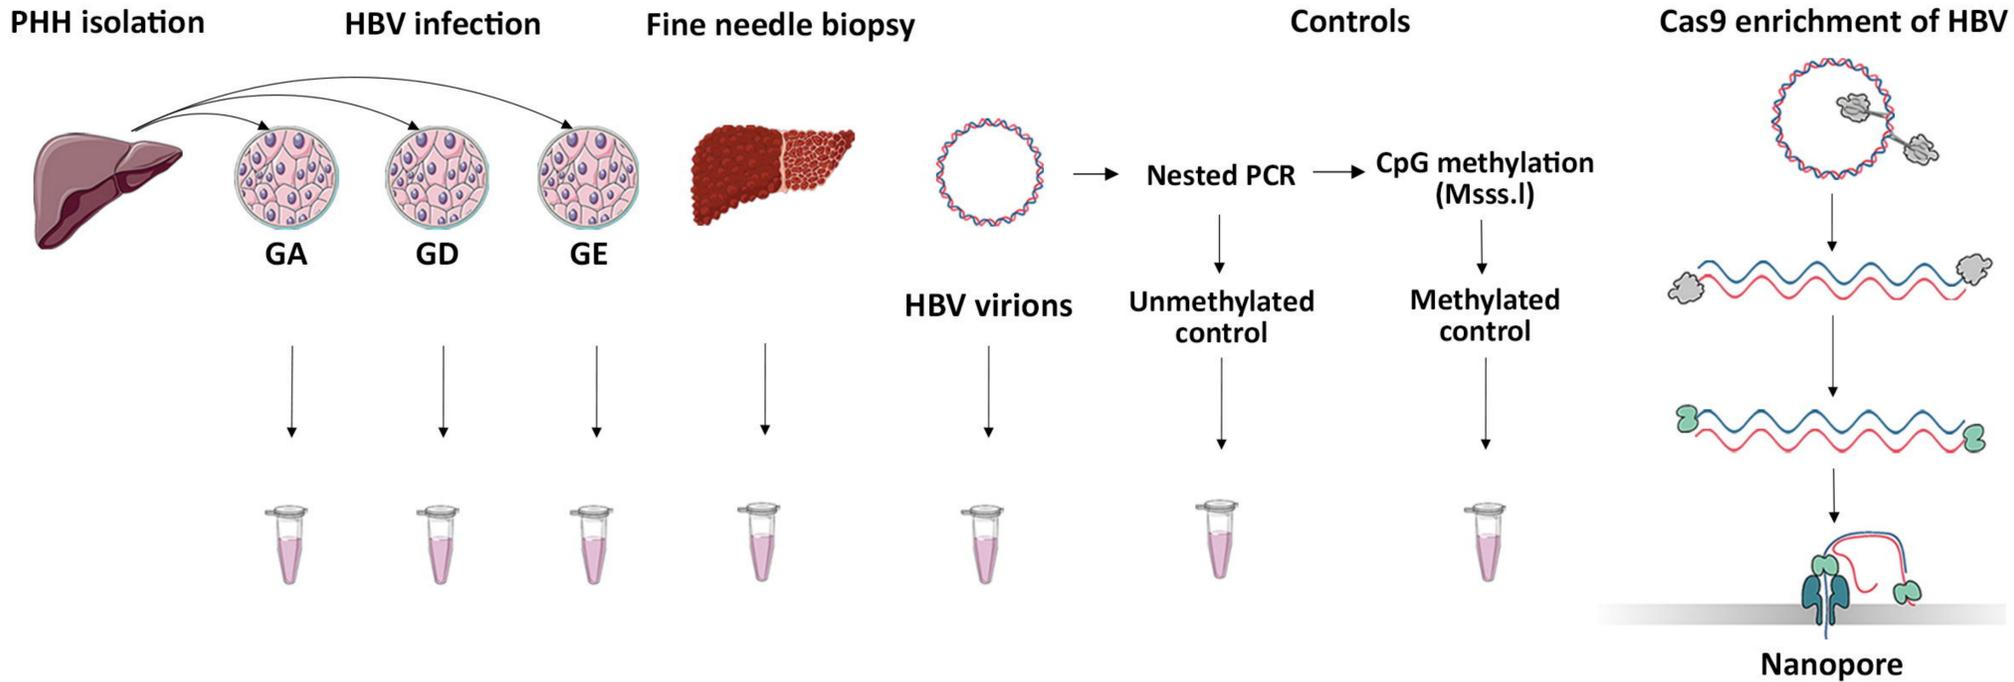 PHH isolation
HBV infection
Fine needle biopsy
Controls
Cas9 enrichment of HBV
GA
GD
GE
HBV virions
Nested PCR
CpG methylation
(Msss.I)
Unmethylated
control
Methylated
control
Nanopore